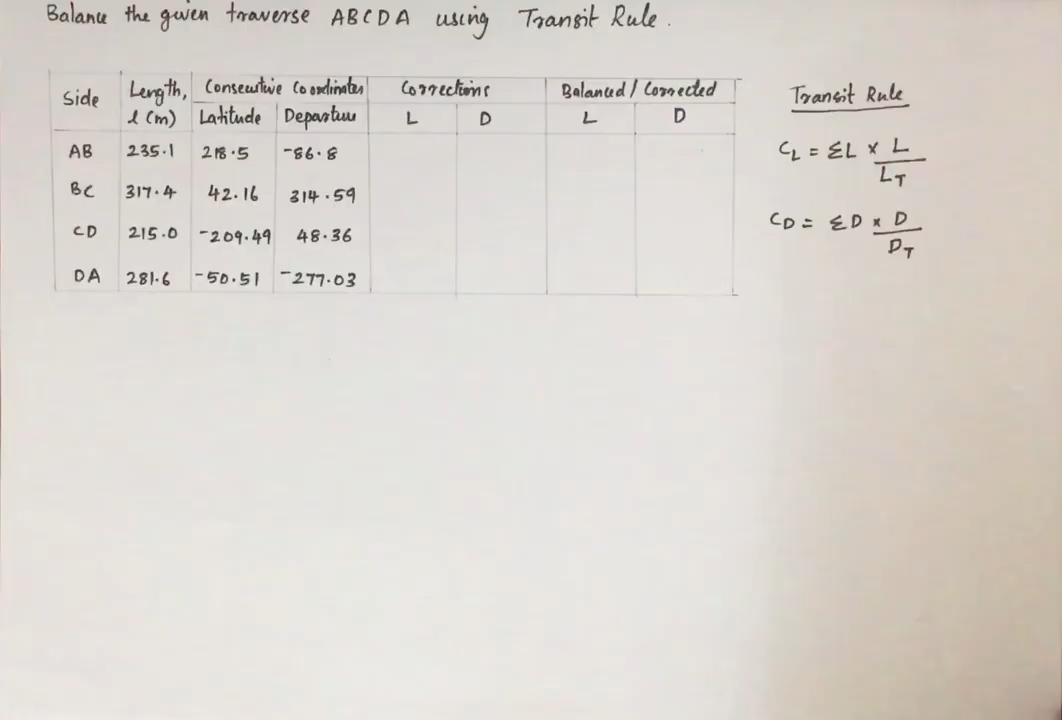 Balance the given traverse ABCDA using Transit Rule.
Side Length, l (m) Consecutive Coordinates Corrections Balanced / Corrected
Latitude Departure L D L D
AB 235.1 218.5 -86.8
BC 317.4 42.16 314.59
CD 215.0 -209.49 48.36
DA 281.6 -50.51 -277.03
Transit Rule
CL = ΣL × L / LT
CD = ΣD × D / DT